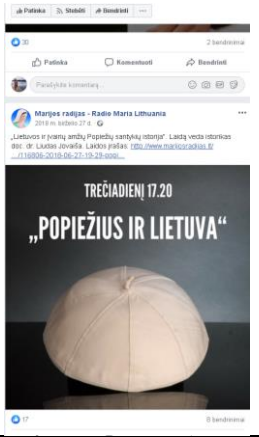 Patinka Stebėti Bendrinti ...
38 2 bendrinimai
Patinka Komentuoti Bendrinti
Parašykite komentarą...
Marijos radijas - Radio Maria Lithuania
2018 m. birželio 27 d.
„Lietuvos ir įvairių amžių Popiežių santykių istorija“. Laidą veda istorikas
doc. dr. Liudas Jovaiša. Laidos įrašas: http://www.marijosradijas.lt/
TREČIADIENĮ 17.20
„POPIEŽIUS IR LIETUVA“
17 8 bendrinimai